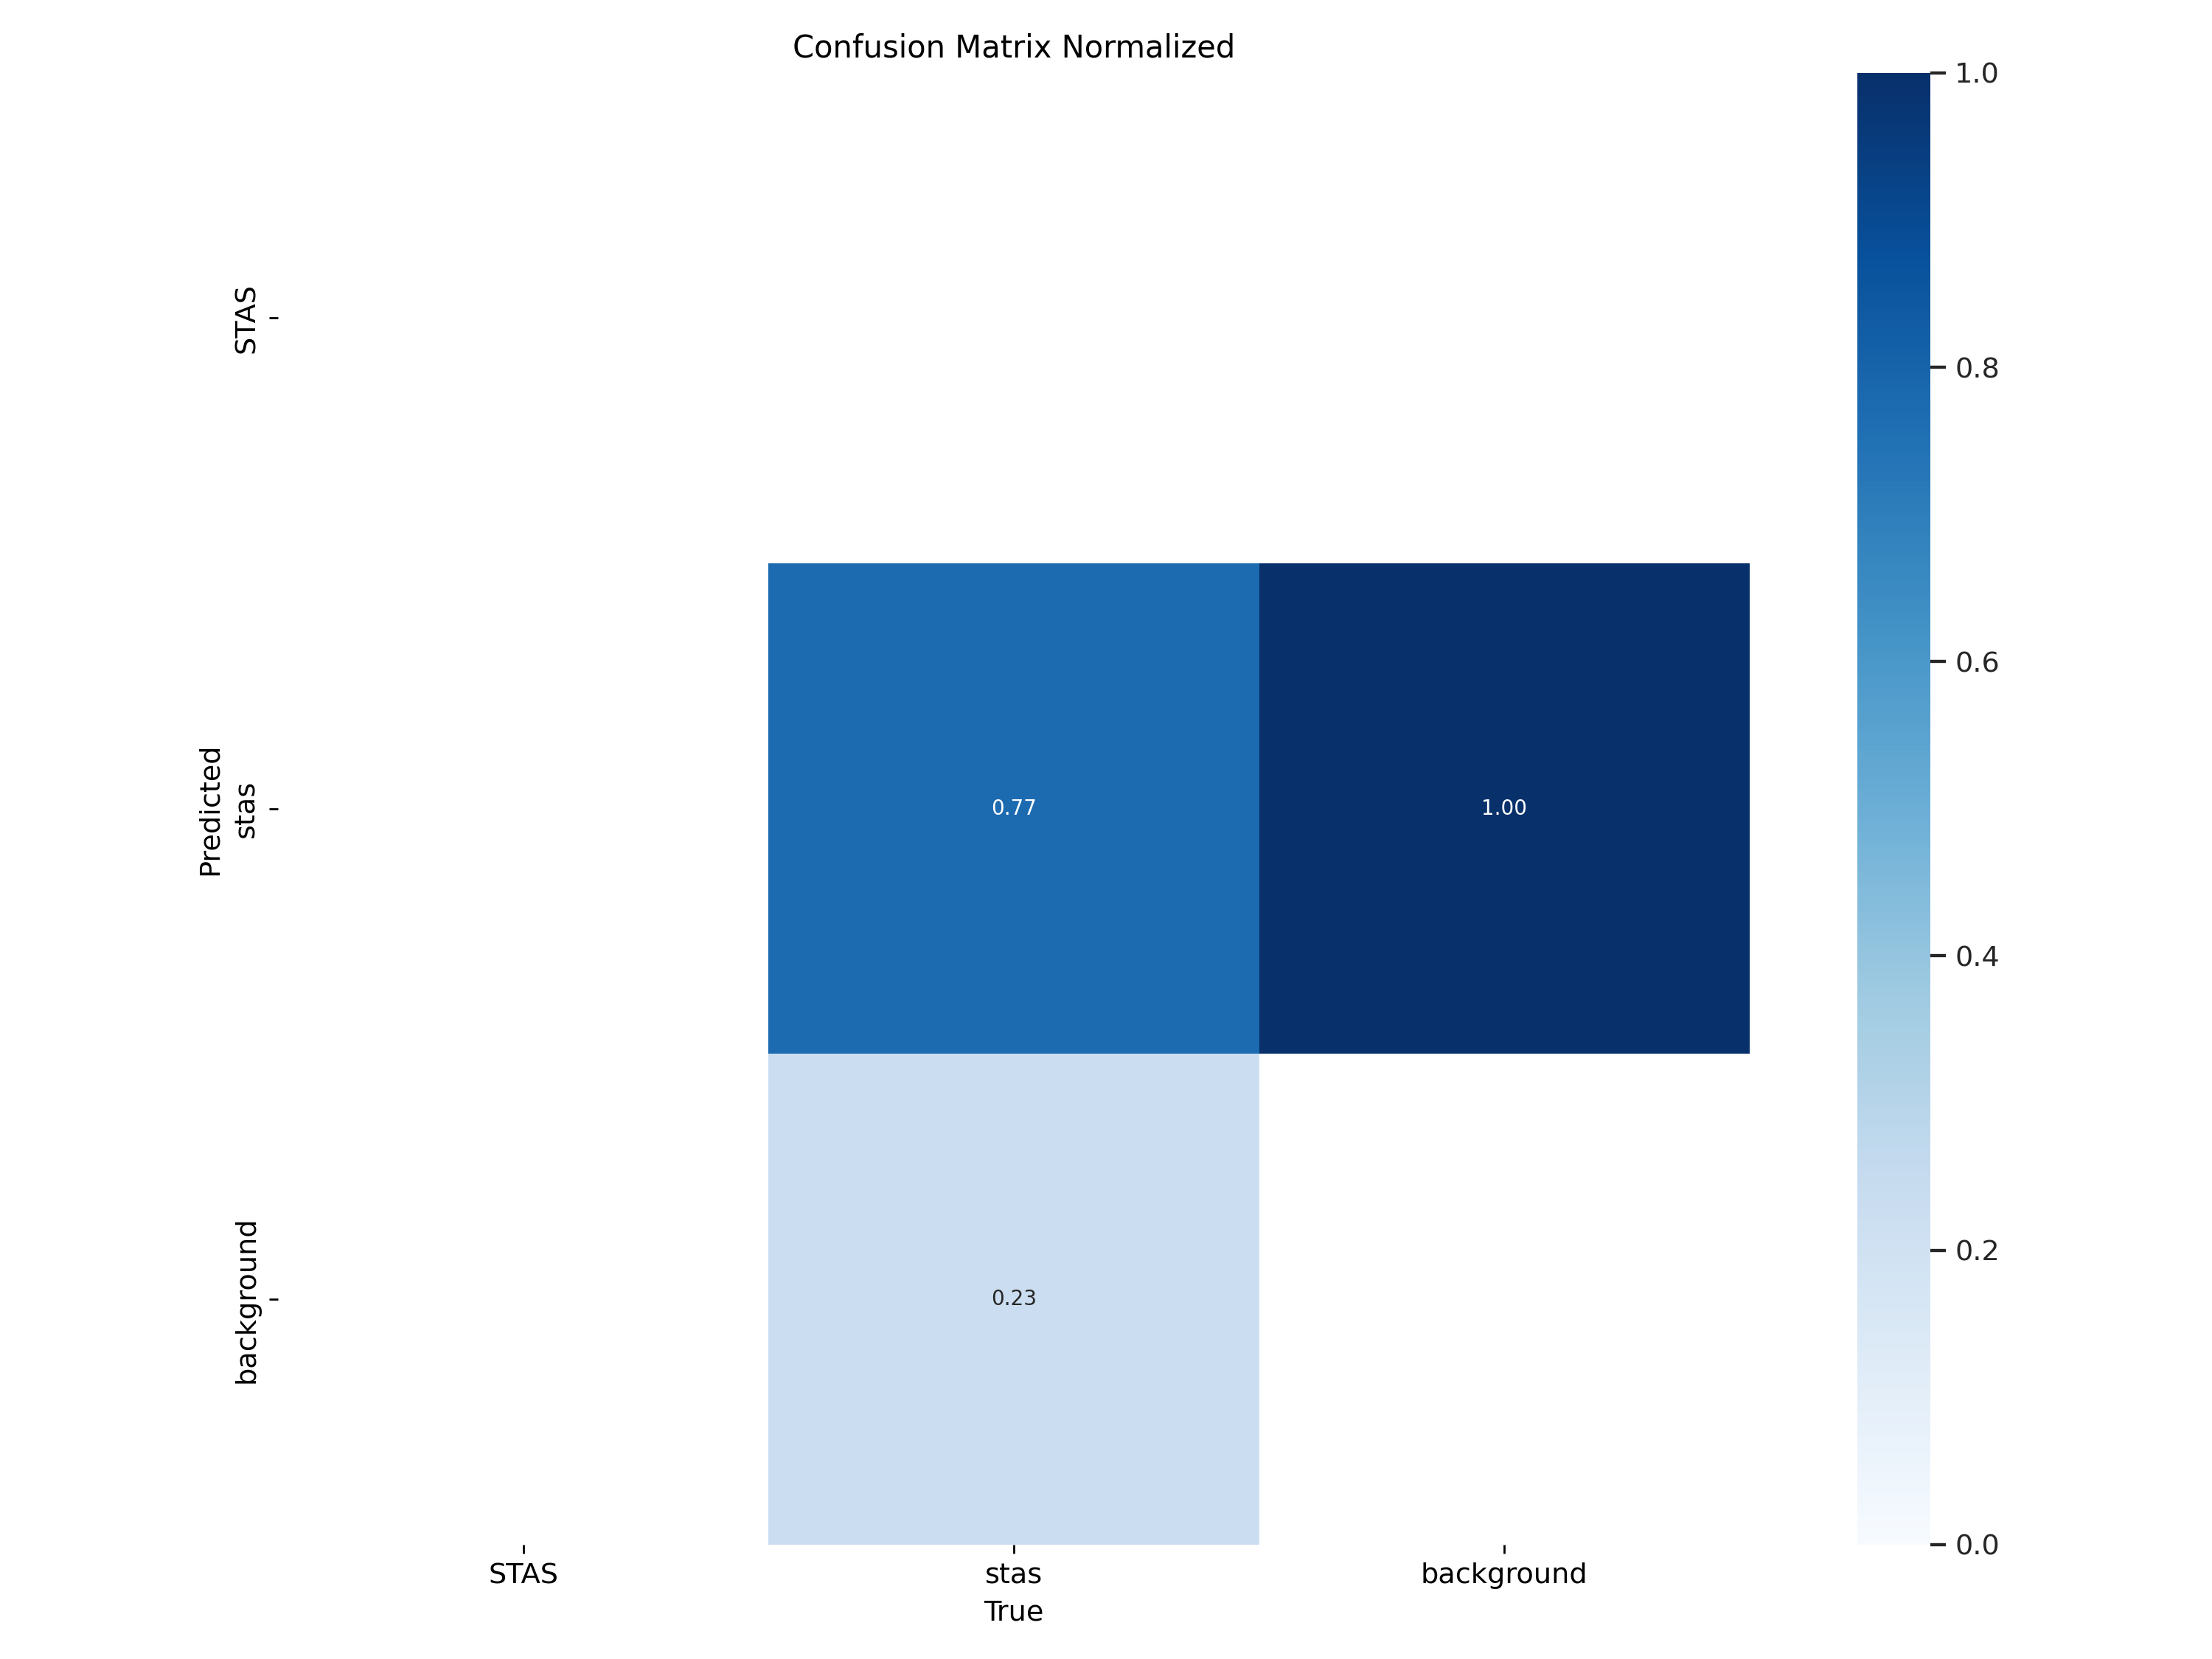 Confusion Matrix Normalized
1.0
0.8
0.6
0.4
0.2
0.0
Predicted
STAS
stas
background
0.77
1.00
0.23
STAS
stas
background
True